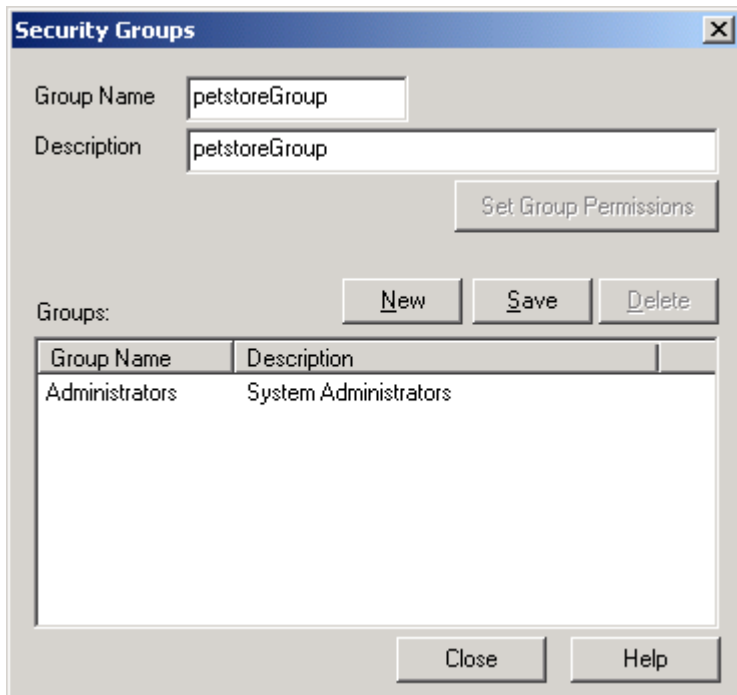 Security Groups
Group Name petstoreGroup
Description petstoreGroup
Set Group Permissions
Groups: New Save Delete
Group Name Description
Administrators System Administrators
Close Help